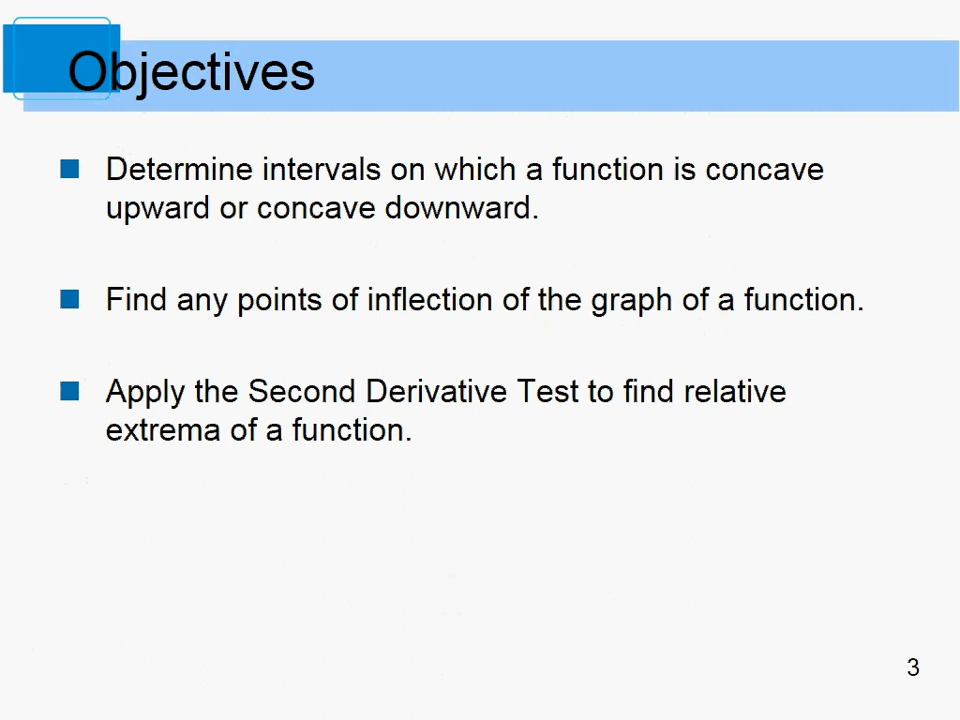 Objectives
Determine intervals on which a function is concave
upward or concave downward.
Find any points of inflection of the graph of a function.
Apply the Second Derivative Test to find relative
extrema of a function.
3